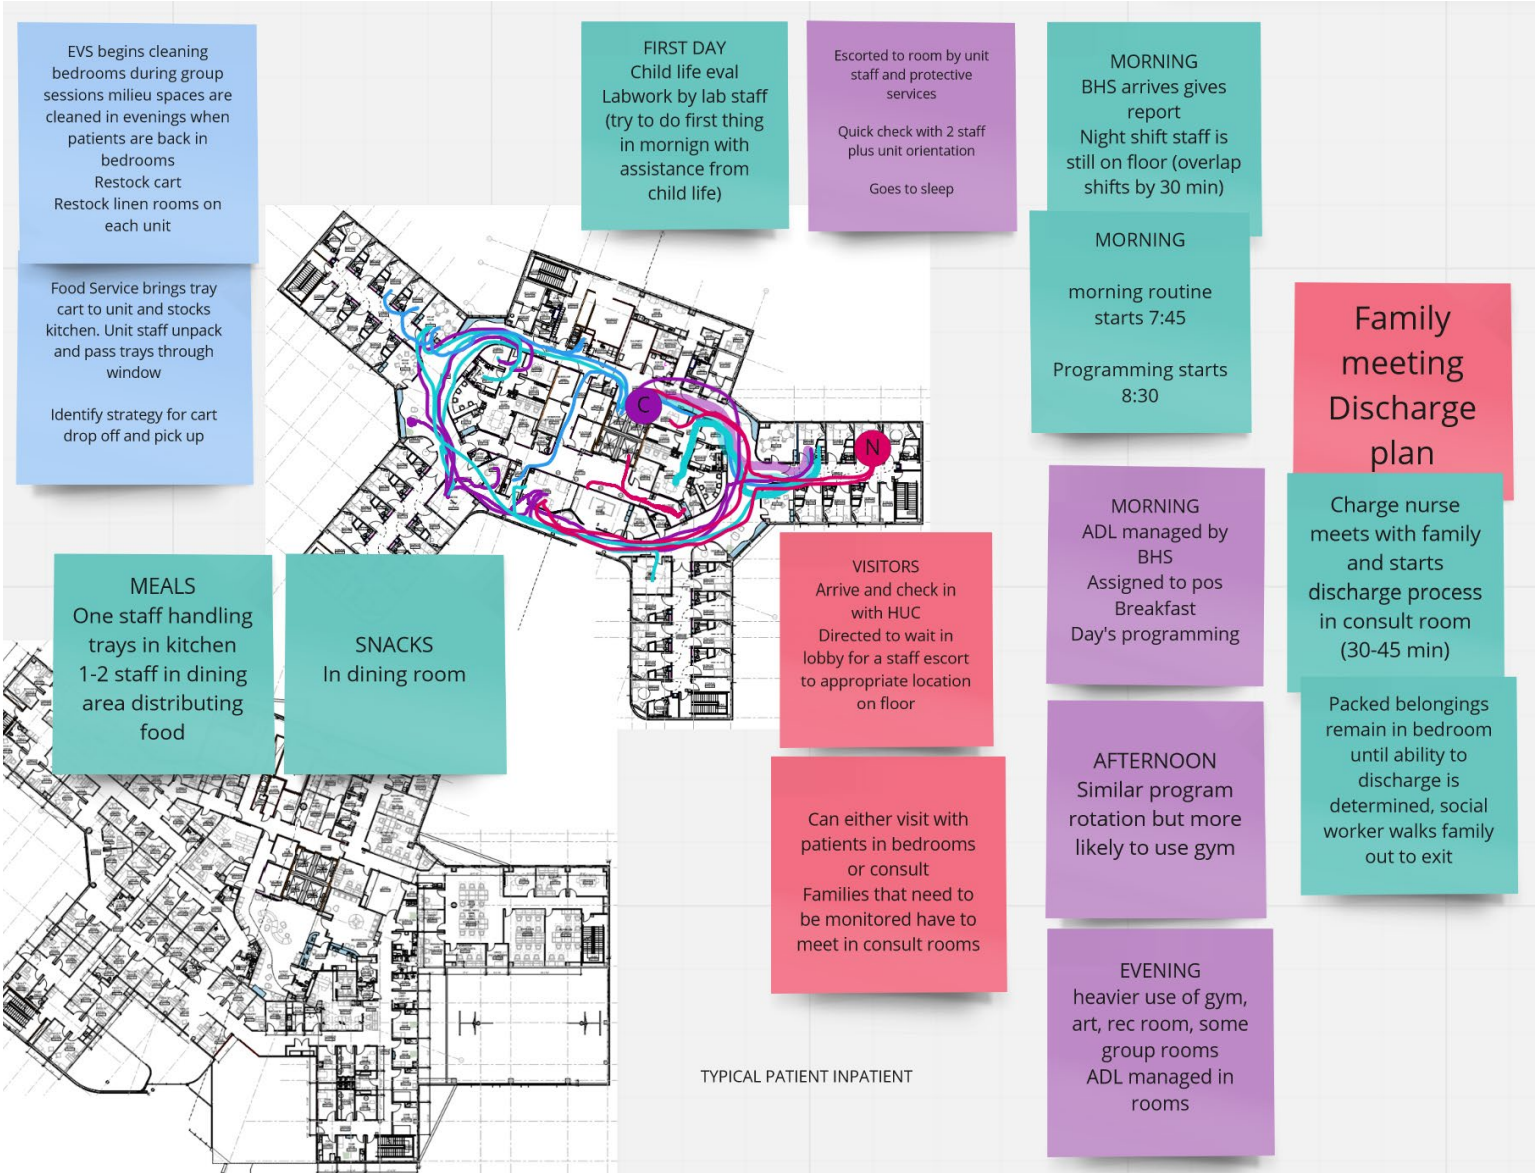 EVS begins cleaning
bedrooms during group
sessions milieu spaces are
cleaned in evenings when
patients are back in
bedrooms
Restock cart
Restock linen rooms on
each unit
Food Service brings tray
cart to unit and stocks
kitchen. Unit staff unpack
and pass trays through
window
Identify strategy for cart
drop off and pick up
FIRST DAY
Child life eval
Labwork by lab staff
(try to do first thing
in mornign with
assistance from
child life)
Escorted to room by unit
staff and protective
services
Quick check with 2 staff
plus unit orientation
Goes to sleep
MORNING
BHS arrives gives
report
Night shift staff is
still on floor (overlap
shifts by 30 min)
MORNING
morning routine
starts 7:45
Programming starts
8:30
Family
meeting
Discharge
plan
C
N
MORNING
ADL managed by
BHS
Assigned to pos
Breakfast
Day's programming
Charge nurse
meets with family
and starts
discharge process
in consult room
(30-45 min)
MEALS
One staff handling
trays in kitchen
1-2 staff in dining
area distributing
food
SNACKS
In dining room
VISITORS
Arrive and check in
with HUC
Directed to wait in
lobby for a staff escort
to appropriate location
on floor
Packed belongings
remain in bedroom
until ability to
discharge is
determined, social
worker walks family
out to exit
AFTERNOON
Similar program
rotation but more
likely to use gym
Can either visit with
patients in bedrooms
or consult
Families that need to
be monitored have to
meet in consult rooms
EVENING
heavier use of gym,
art, rec room, some
group rooms
ADL managed in
rooms
TYPICAL PATIENT INPATIENT